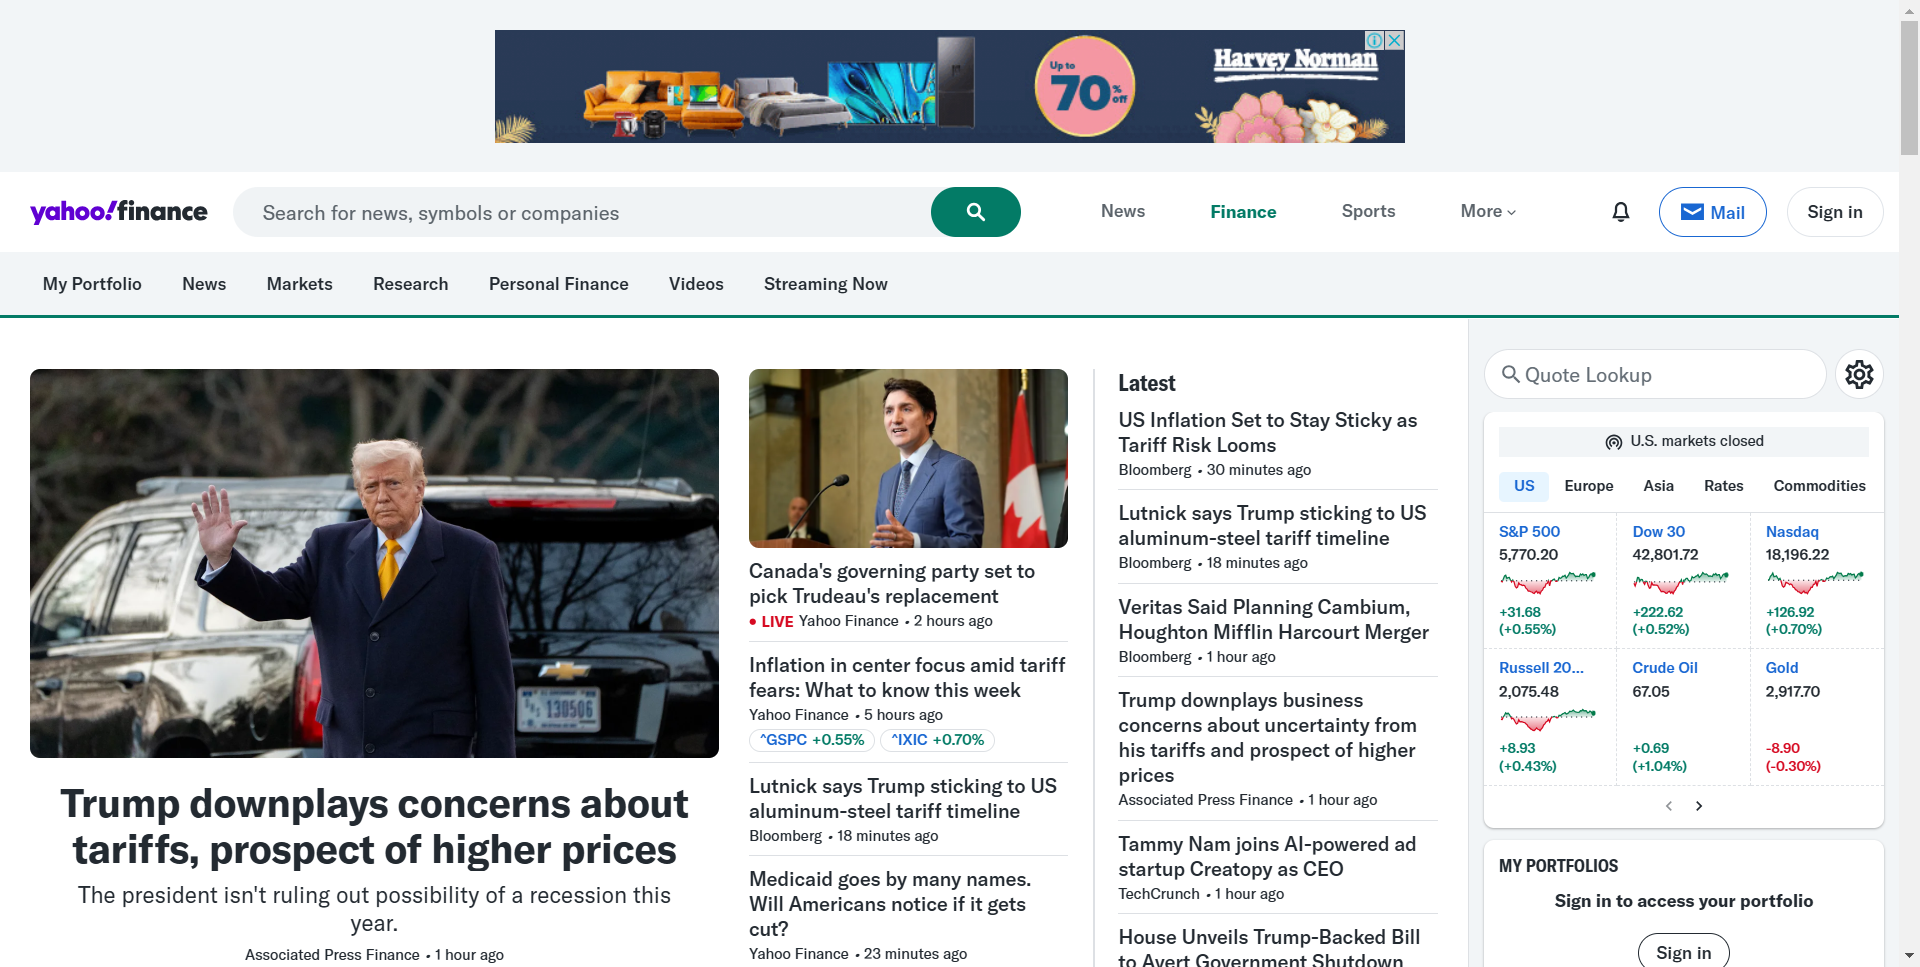 Up to
70%
off
Harvey Norman
yahoo!finance
Search for news, symbols or companies
News
Finance
Sports
More
Mail
Sign in
My Portfolio
News
Markets
Research
Personal Finance
Videos
Streaming Now
Trump downplays concerns about
tariffs, prospect of higher prices
The president isn't ruling out possibility of a recession this
year.
Associated Press Finance • 1 hour ago
Canada's governing party set to
pick Trudeau's replacement
• LIVE Yahoo Finance • 2 hours ago
Inflation in center focus amid tariff
fears: What to know this week
Yahoo Finance • 5 hours ago
^GSPC +0.55%
^IXIC +0.70%
Lutnick says Trump sticking to US
aluminum-steel tariff timeline
Bloomberg • 18 minutes ago
Medicaid goes by many names.
Will Americans notice if it gets
cut?
Yahoo Finance • 23 minutes ago
Latest
US Inflation Set to Stay Sticky as
Tariff Risk Looms
Bloomberg • 30 minutes ago
Lutnick says Trump sticking to US
aluminum-steel tariff timeline
Bloomberg • 18 minutes ago
Veritas Said Planning Cambium,
Houghton Mifflin Harcourt Merger
Bloomberg • 1 hour ago
Trump downplays business
concerns about uncertainty from
his tariffs and prospect of higher
prices
Associated Press Finance • 1 hour ago
Tammy Nam joins AI-powered ad
startup Creatopy as CEO
TechCrunch • 1 hour ago
House Unveils Trump-Backed Bill
to Avert Government Shutdown
Quote Lookup
U.S. markets closed
US
Europe
Asia
Rates
Commodities
S&P 500
5,770.20
+31.68
(+0.55%)
Dow 30
42,801.72
+222.62
(+0.52%)
Nasdaq
18,196.22
+126.92
(+0.70%)
Russell 20...
2,075.48
+8.93
(+0.43%)
Crude Oil
67.05
+0.69
(+1.04%)
Gold
2,917.70
-8.90
(-0.30%)
MY PORTFOLIOS
Sign in to access your portfolio
Sign in